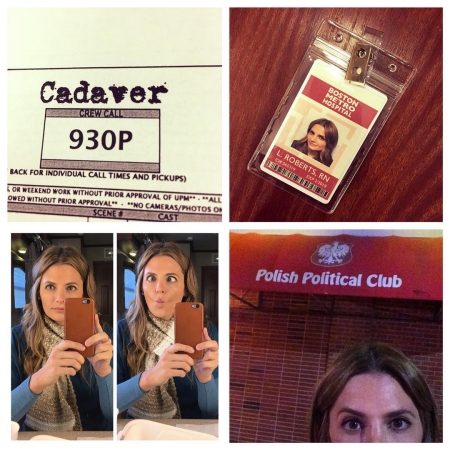 Cadaver
CREW CALL
930P
BACK FOR INDIVIDUAL CALL TIMES AND PICKUPS)
OR WEEKEND WORK WITHOUT PRIOR APPROVAL OF UPM** · **ALL
OWED WITHOUT PRIOR APPROVAL** · **NO CAMERAS/PHOTOS O
SCENE # CAST
BOSTON
METRO
HOSPITAL
L. ROBERTS, RN
Polish Political Club